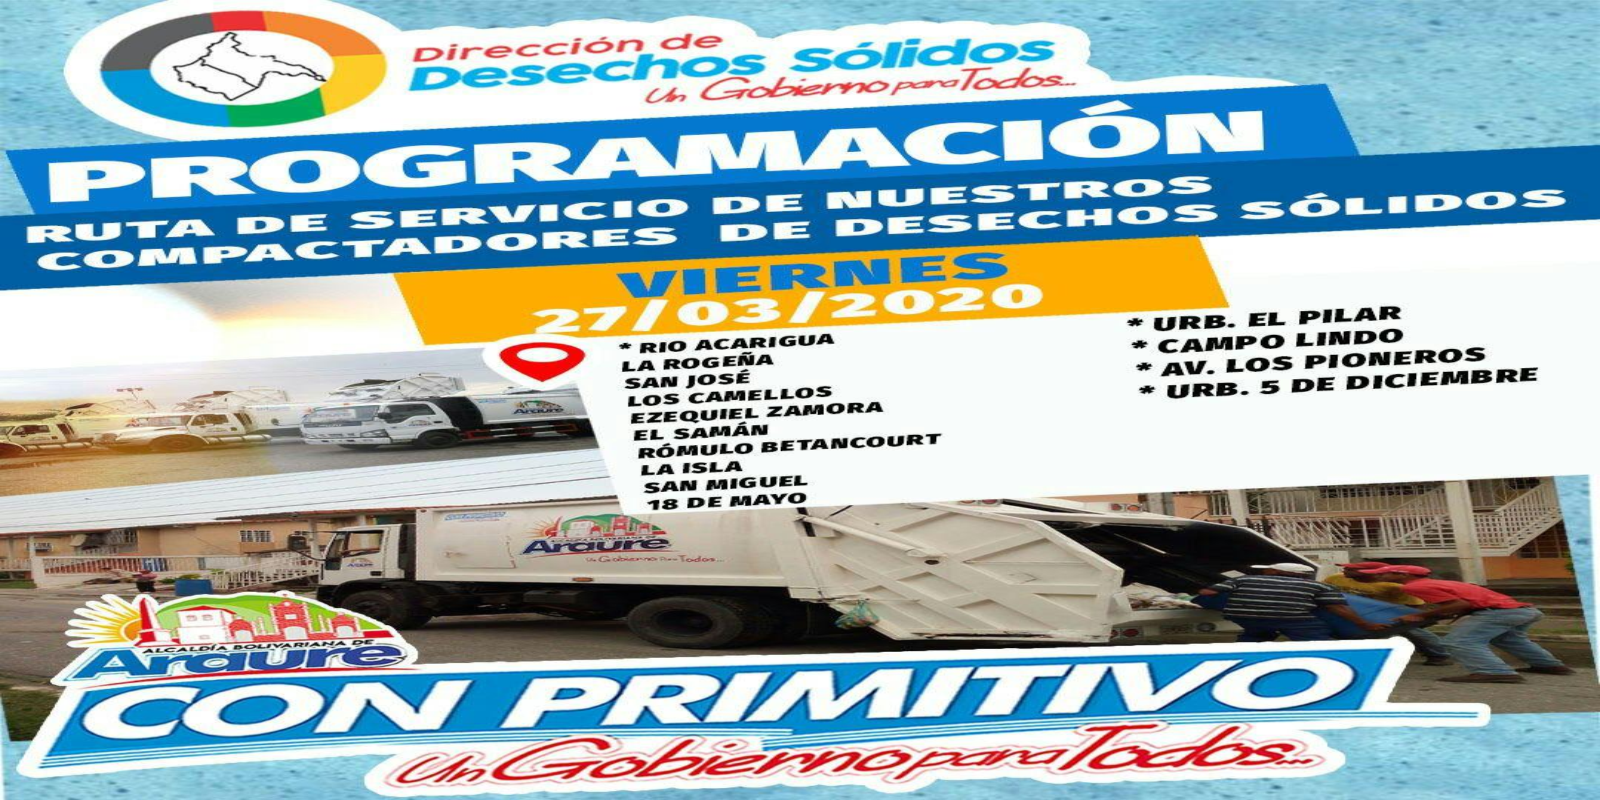 Dirección de
Desechos Sólidos
Un Gobierno para Todos...
PROGRAMACIÓN
RUTA DE SERVICIO DE NUESTROS
COMPACTADORES DE DESECHOS SÓLIDOS
VIERNES
27/03/2020
* RIO ACARIGUA
LA ROGEÑA
SAN JOSÉ
LOS CAMELLOS
EZEQUIEL ZAMORA
EL SAMÁN
RÓMULO BETANCOURT
LA ISLA
SAN MIGUEL
18 DE MAYO
* URB. EL PILAR
* CAMPO LINDO
* AV. LOS PIONEROS
* URB. 5 DE DICIEMBRE
Araure
Araure
Un Gobierno Para Todos...
ALCALDÍA BOLIVARIANA DE
Araure
CON PRIMITIVO
Un Gobierno para Todos...